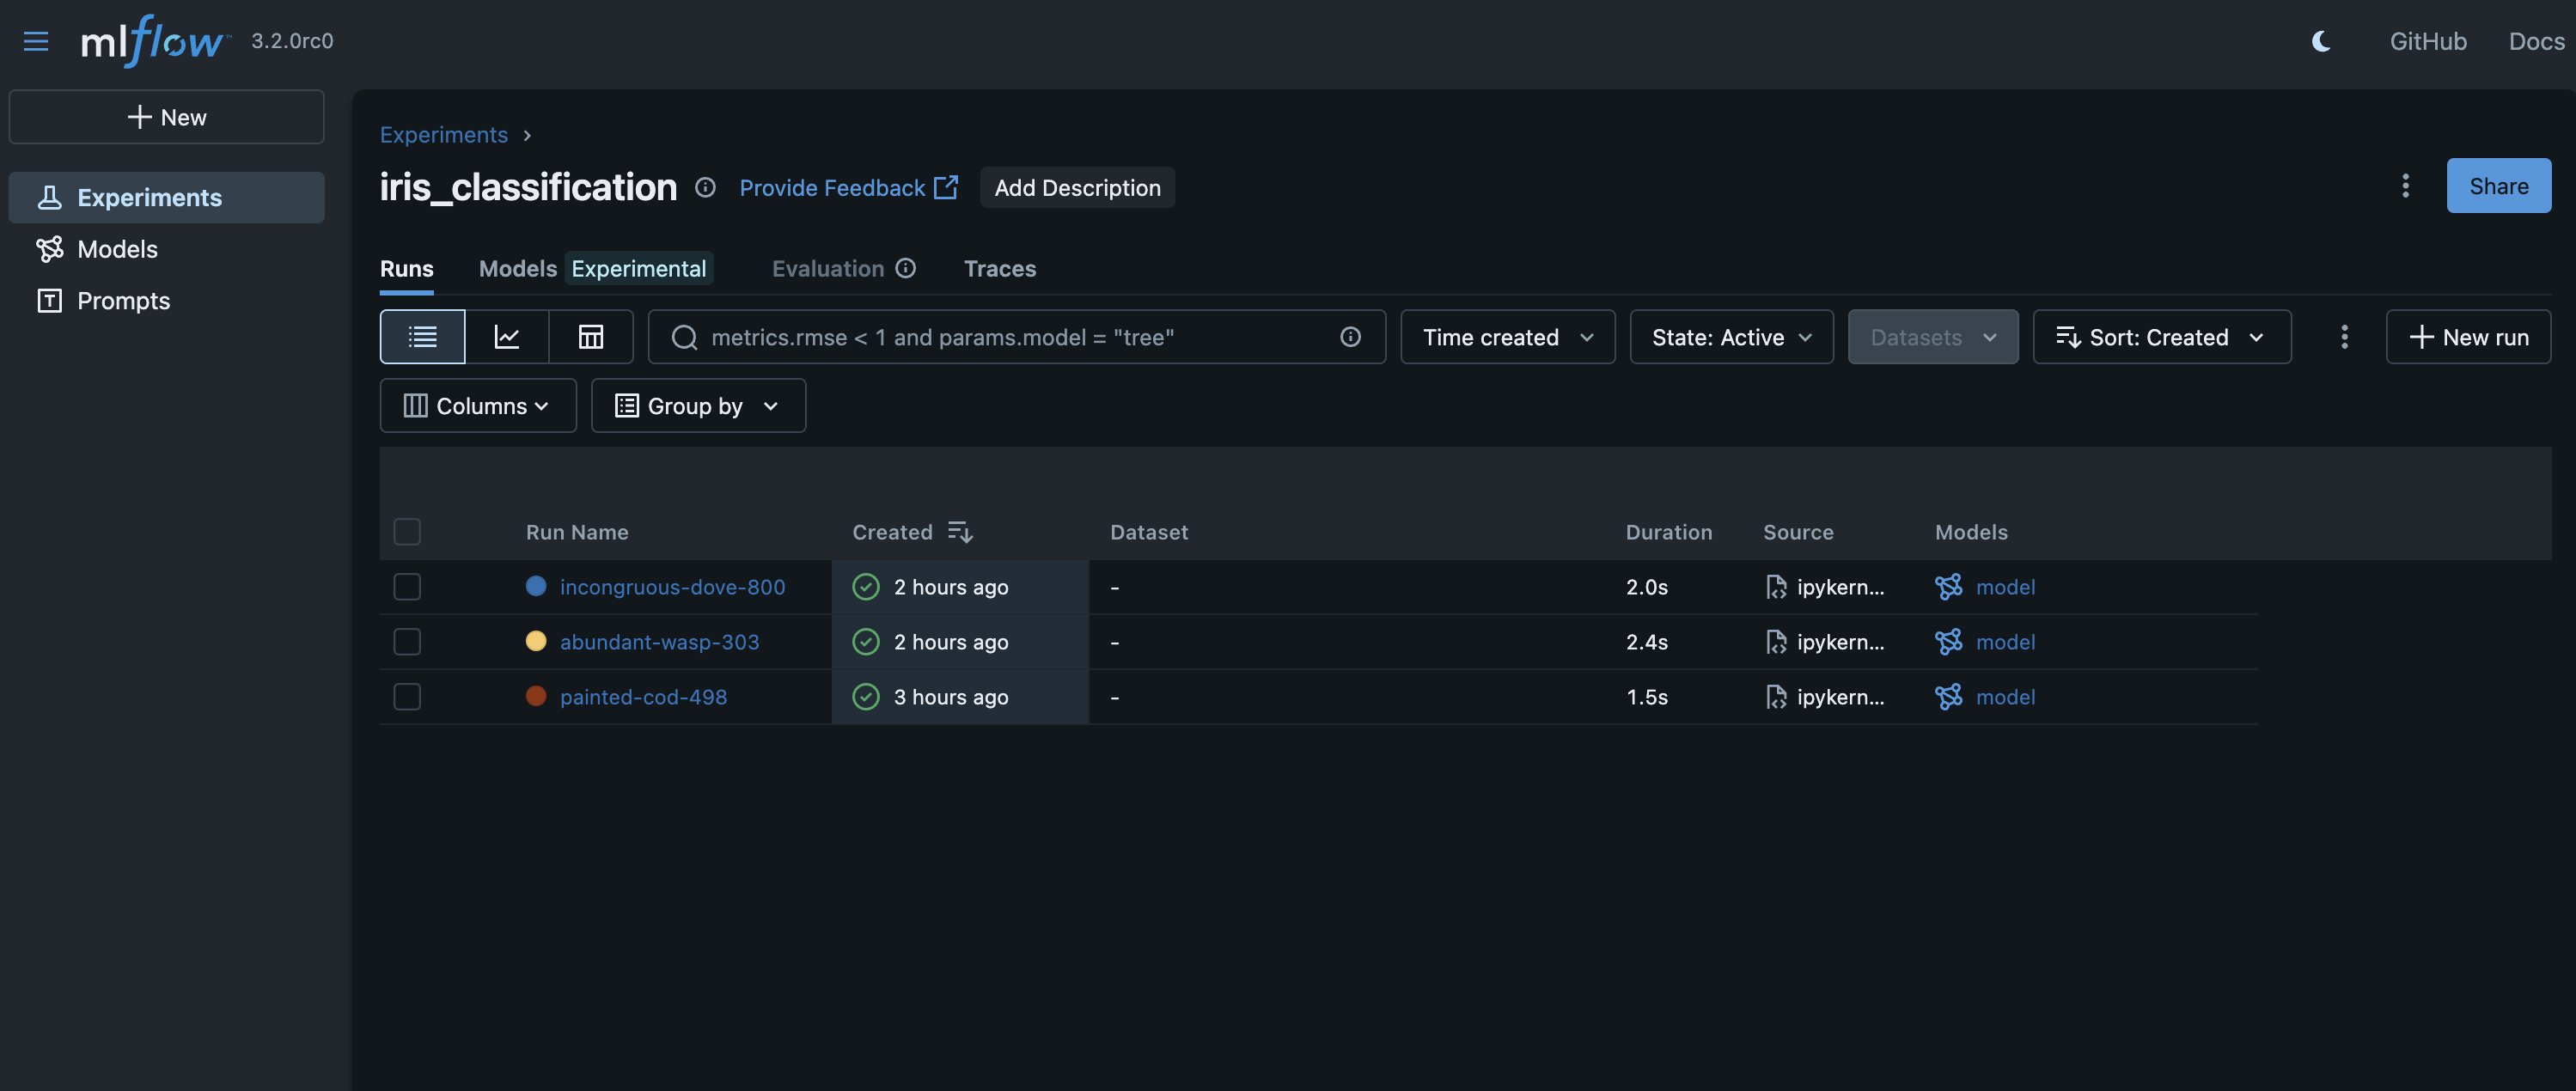 mlflow™ 3.2.0rc0
GitHub
Docs
New
Experiments
Models
Prompts
Experiments
iris_classification
Provide Feedback
Add Description
Share
Runs
Models Experimental
Evaluation
Traces
metrics.rmse < 1 and params.model = "tree"
Time created
State: Active
Datasets
Sort: Created
New run
Columns
Group by
Run Name Created Dataset Duration Source Models
incongruous-dove-800 2 hours ago - 2.0s ipykern... model
abundant-wasp-303 2 hours ago - 2.4s ipykern... model
painted-cod-498 3 hours ago - 1.5s ipykern... model